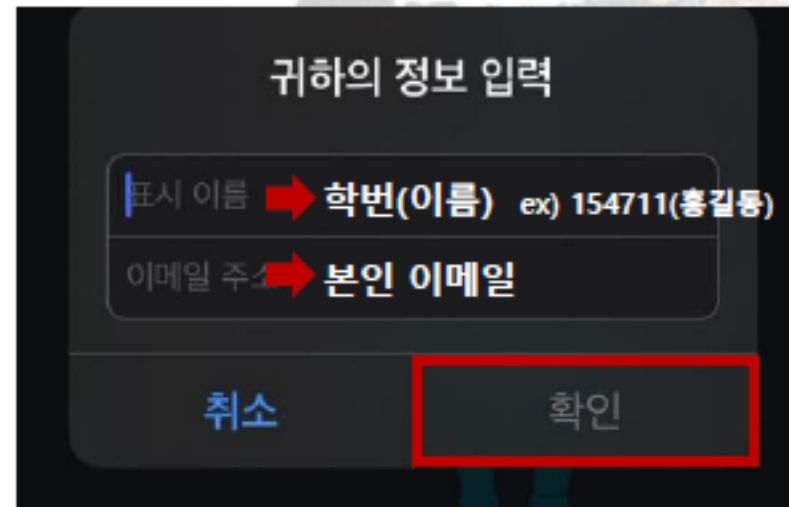 귀하의 정보 입력
표시 이름 학번(이름) ex) 154711(홍길동)
이메일 주소 본인 이메일
취소 확인